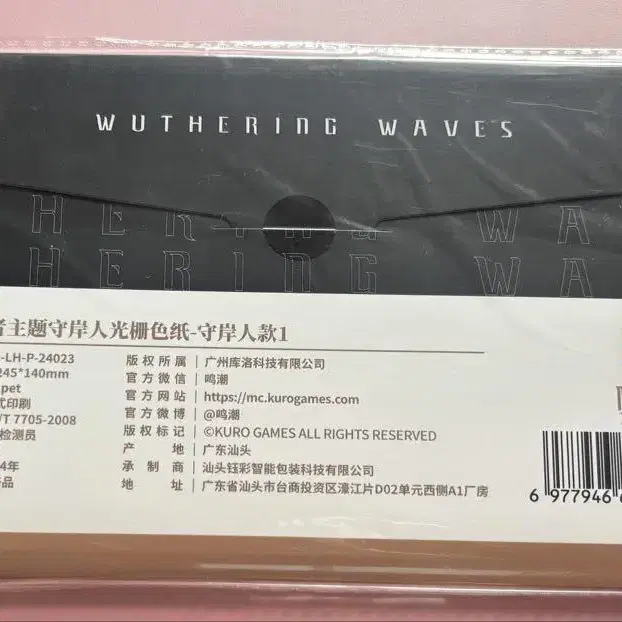 WUTHERING WAVES
HERING WA
HERING WA
者主题守岸人光栅色纸-守岸人款1
-LH-P-24023
245*140mm
pet
式印刷
/T 7705-2008
检测员
4年
品
版权所属 | 广州库洛科技有限公司
官方微信 | 鸣潮
官方网站 | https://mc.kurogames.com
官方微博 | @鸣潮
版权标记 | ©KURO GAMES ALL RIGHTS RESERVED
产地 | 广东汕头
承制商 | 汕头钰彩智能包装科技有限公司
地址 | 广东省汕头市台商投资区濠江片D02单元西侧A1厂房
6 977946